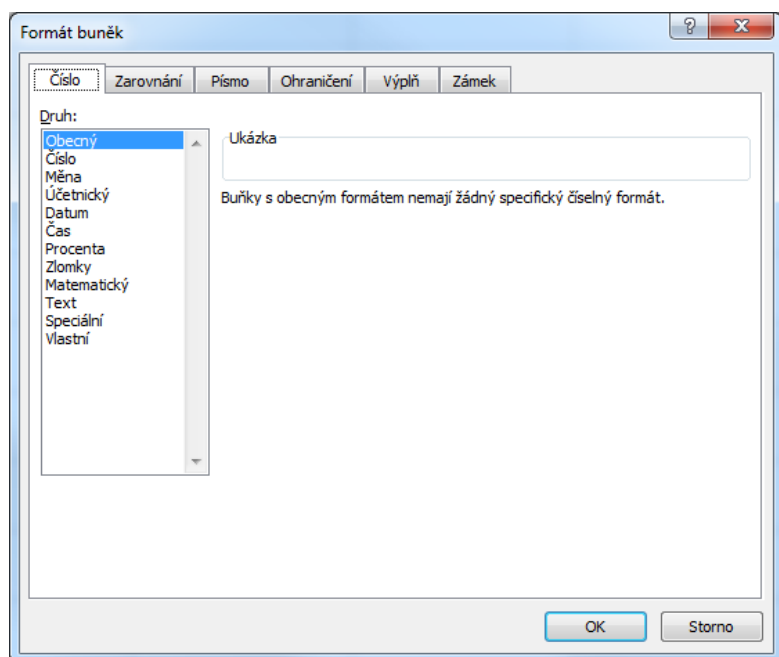 Formát buněk
Číslo Zarovnání Písmo Ohraničení Výplň Zámek
Druh:
Obecný
Číslo
Měna
Účetnický
Datum
Čas
Procenta
Zlomky
Matematický
Text
Speciální
Vlastní
Ukázka
Buňky s obecným formátem nemají žádný specifický číselný formát.
OK Storno